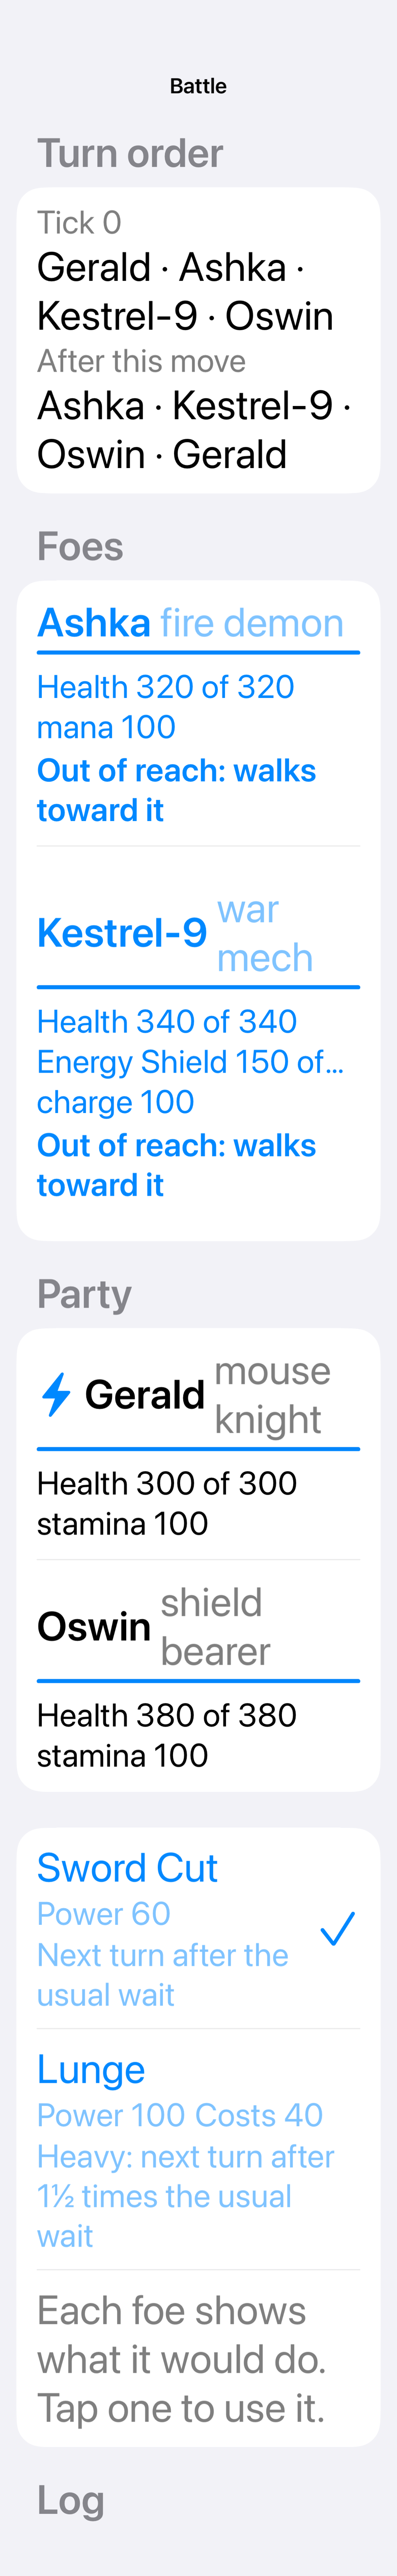 Battle
Turn order
Tick 0
Gerald · Ashka ·
Kestrel-9 · Oswin
After this move
Ashka · Kestrel-9 ·
Oswin · Gerald
Foes
Ashka fire demon
Health 320 of 320
mana 100
Out of reach: walks
toward it
Kestrel-9 war
mech
Health 340 of 340
Energy Shield 150 of…
charge 100
Out of reach: walks
toward it
Party
Gerald mouse
knight
Health 300 of 300
stamina 100
Oswin shield
bearer
Health 380 of 380
stamina 100
Sword Cut
Power 60
Next turn after the
usual wait
Lunge
Power 100 Costs 40
Heavy: next turn after
1½ times the usual
wait
Each foe shows
what it would do.
Tap one to use it.
Log